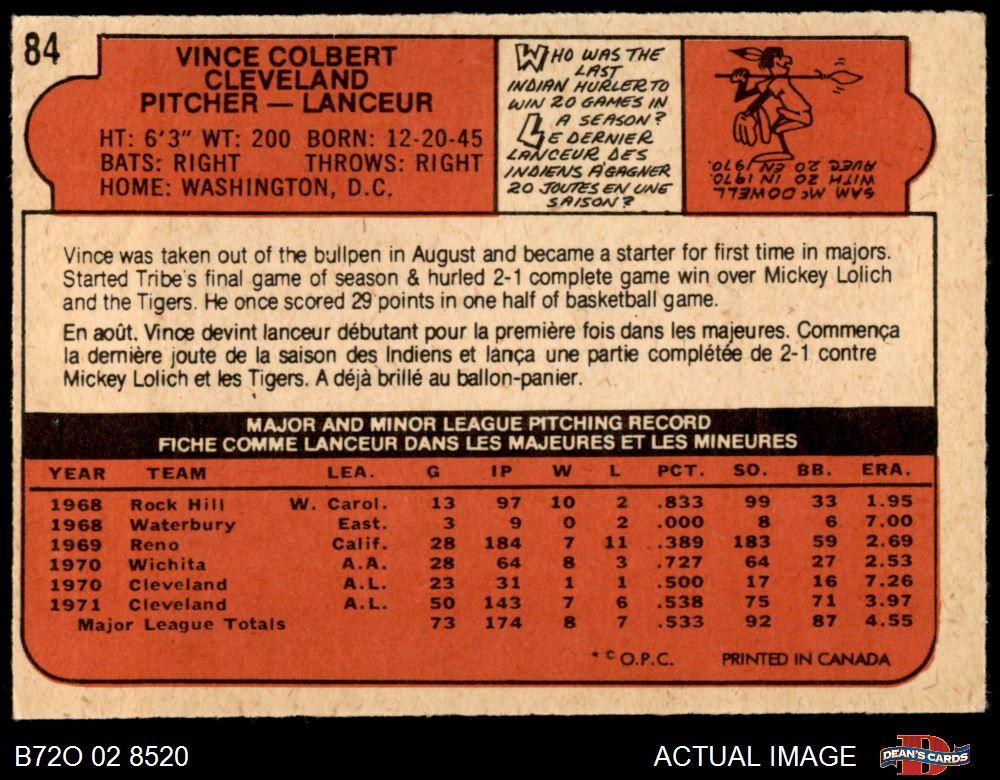 84
VINCE COLBERT
CLEVELAND
PITCHER — LANCEUR
HT: 6'3" WT: 200 BORN: 12-20-45
BATS: RIGHT THROWS: RIGHT
HOME: WASHINGTON, D.C.
WHO WAS THE
LAST
INDIAN HURLER TO
WIN 20 GAMES IN
A SEASON?
LE DERNIER
LANCEUR DES
INDIENS À GAGNER
20 JOUTES EN UNE
SAISON?
SAM McDOWELL
WITH 20 IN 1970.
AVEC 20 EN 1970.
Vince was taken out of the bullpen in August and became a starter for first time in majors.
Started Tribe's final game of season & hurled 2-1 complete game win over Mickey Lolich
and the Tigers. He once scored 29 points in one half of basketball game.
En août. Vince devint lanceur débutant pour la première fois dans les majeures. Commença
la dernière joute de la saison des Indiens et lança une partie complétée de 2-1 contre
Mickey Lolich et les Tigers. A déjà brillé au ballon-panier.
MAJOR AND MINOR LEAGUE PITCHING RECORD
FICHE COMME LANCEUR DANS LES MAJEURES ET LES MINEURES
YEAR TEAM LEA. G IP W L PCT. SO. BB. ERA.
1968 Rock Hill W. Carol. 13 97 10 2 .833 99 33 1.95
1968 Waterbury East. 3 9 0 2 .000 8 6 7.00
1969 Reno Calif. 28 184 7 11 .389 183 59 2.69
1970 Wichita A.A. 28 64 8 3 .727 64 27 2.53
1970 Cleveland A.L. 23 31 1 1 .500 17 16 7.26
1971 Cleveland A.L. 50 143 7 6 .538 75 71 3.97
Major League Totals 73 174 8 7 .533 92 87 4.55
* © O.P.C. PRINTED IN CANADA
B72O 02 8520 ACTUAL IMAGE DEAN'S CARDS